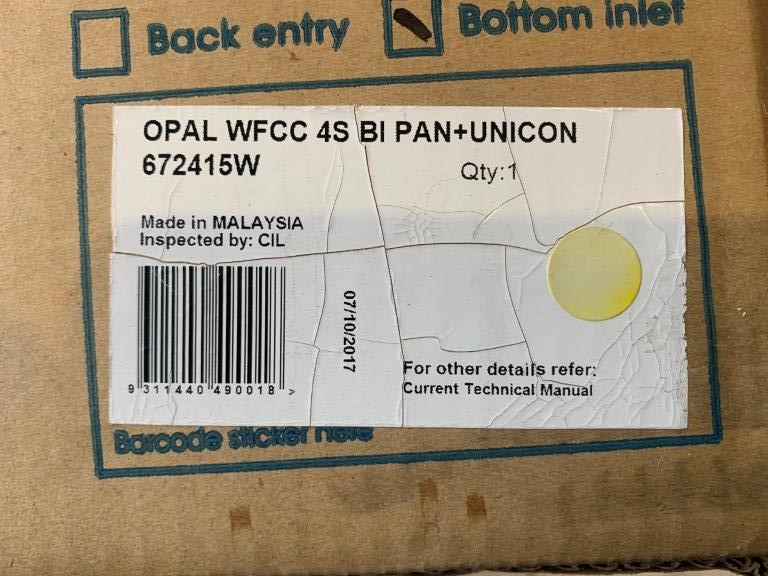 Back entry
Bottom inlet
OPAL WFCC 4S BI PAN+UNICON
672415W
Qty:1
Made in MALAYSIA
Inspected by: CIL
07/10/2017
9 311440 490018 >
For other details refer:
Current Technical Manual
Barcode sticker here